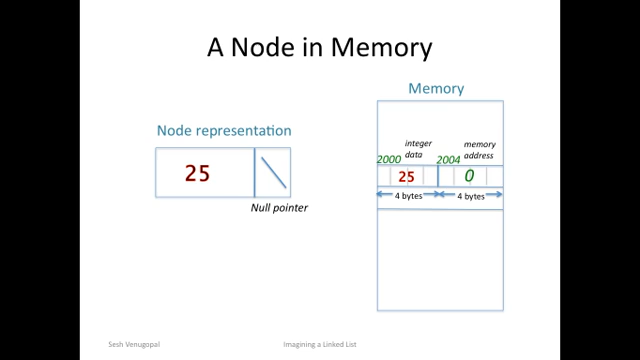 A Node in Memory
Memory
Node representation
integer data
memory address
2000
2004
25
25
0
4 bytes
4 bytes
Null pointer
Sesh Venugopal
Imagining a Linked List